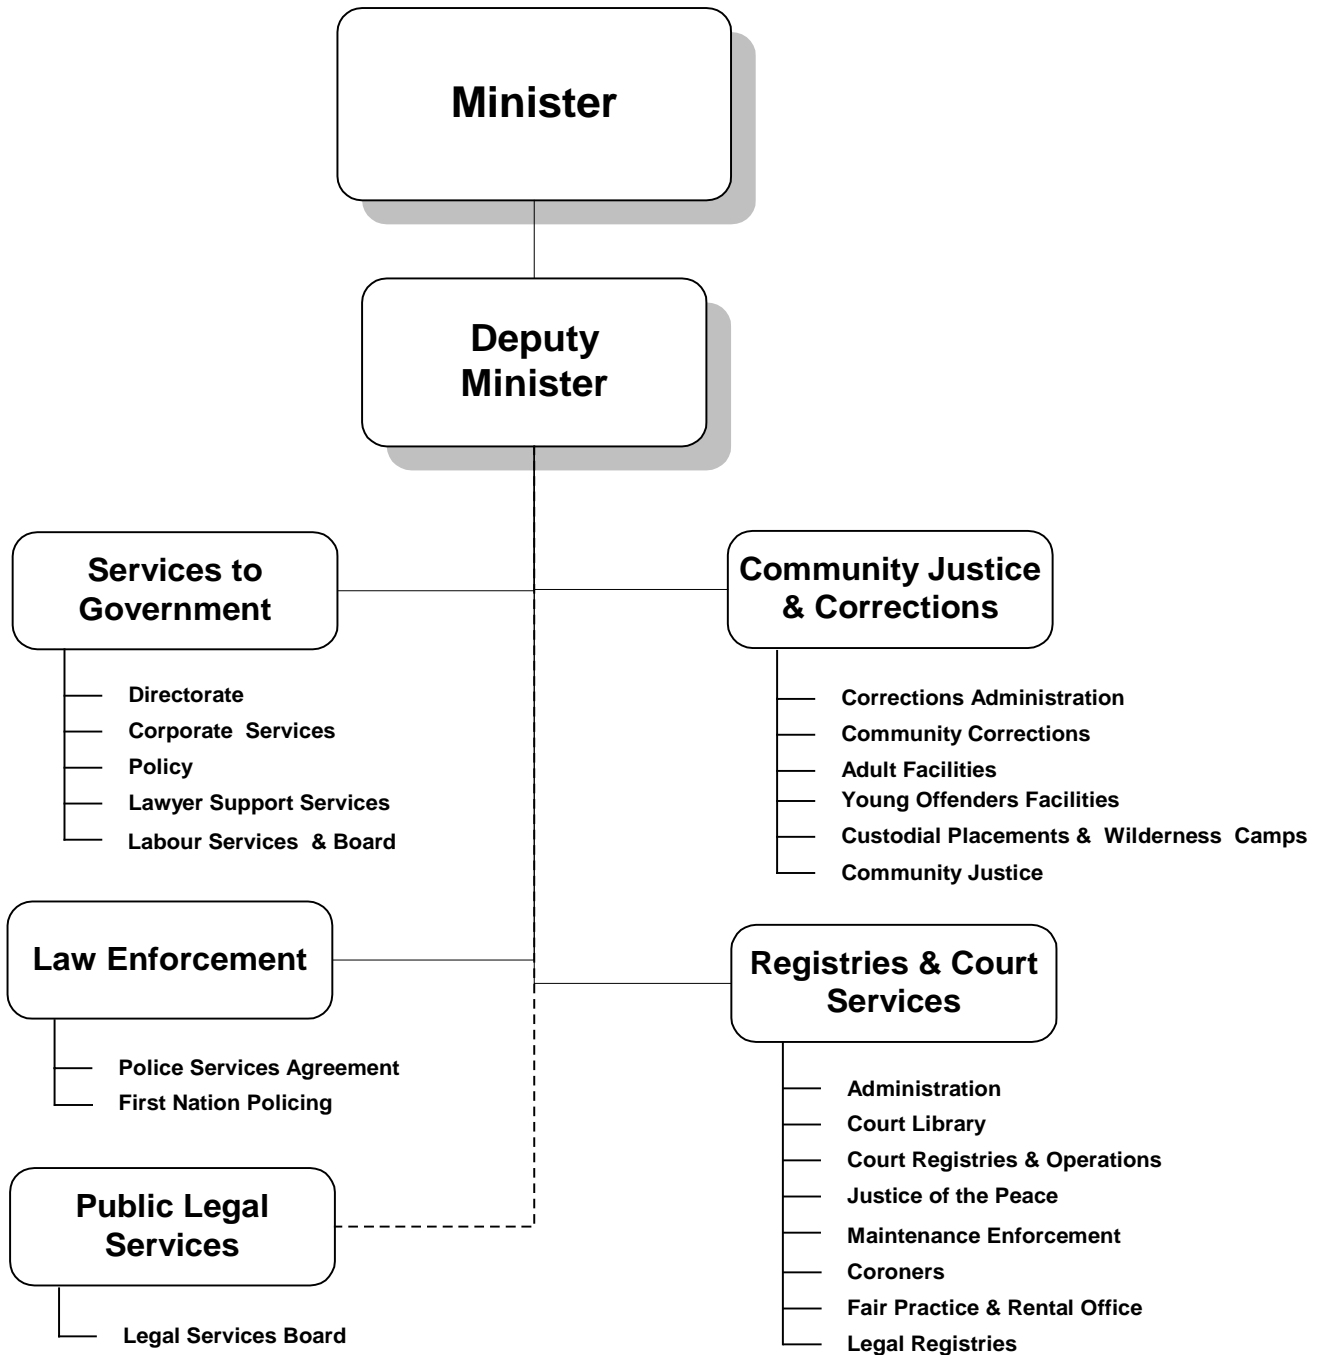 Minister
Deputy
Minister
Services to
Government
Directorate
Corporate Services
Policy
Lawyer Support Services
Labour Services & Board
Community Justice
& Corrections
Corrections Administration
Community Corrections
Adult Facilities
Young Offenders Facilities
Custodial Placements & Wilderness Camps
Community Justice
Law Enforcement
Police Services Agreement
First Nation Policing
Registries & Court
Services
Administration
Court Library
Court Registries & Operations
Justice of the Peace
Maintenance Enforcement
Coroners
Fair Practice & Rental Office
Legal Registries
Public Legal
Services
Legal Services Board